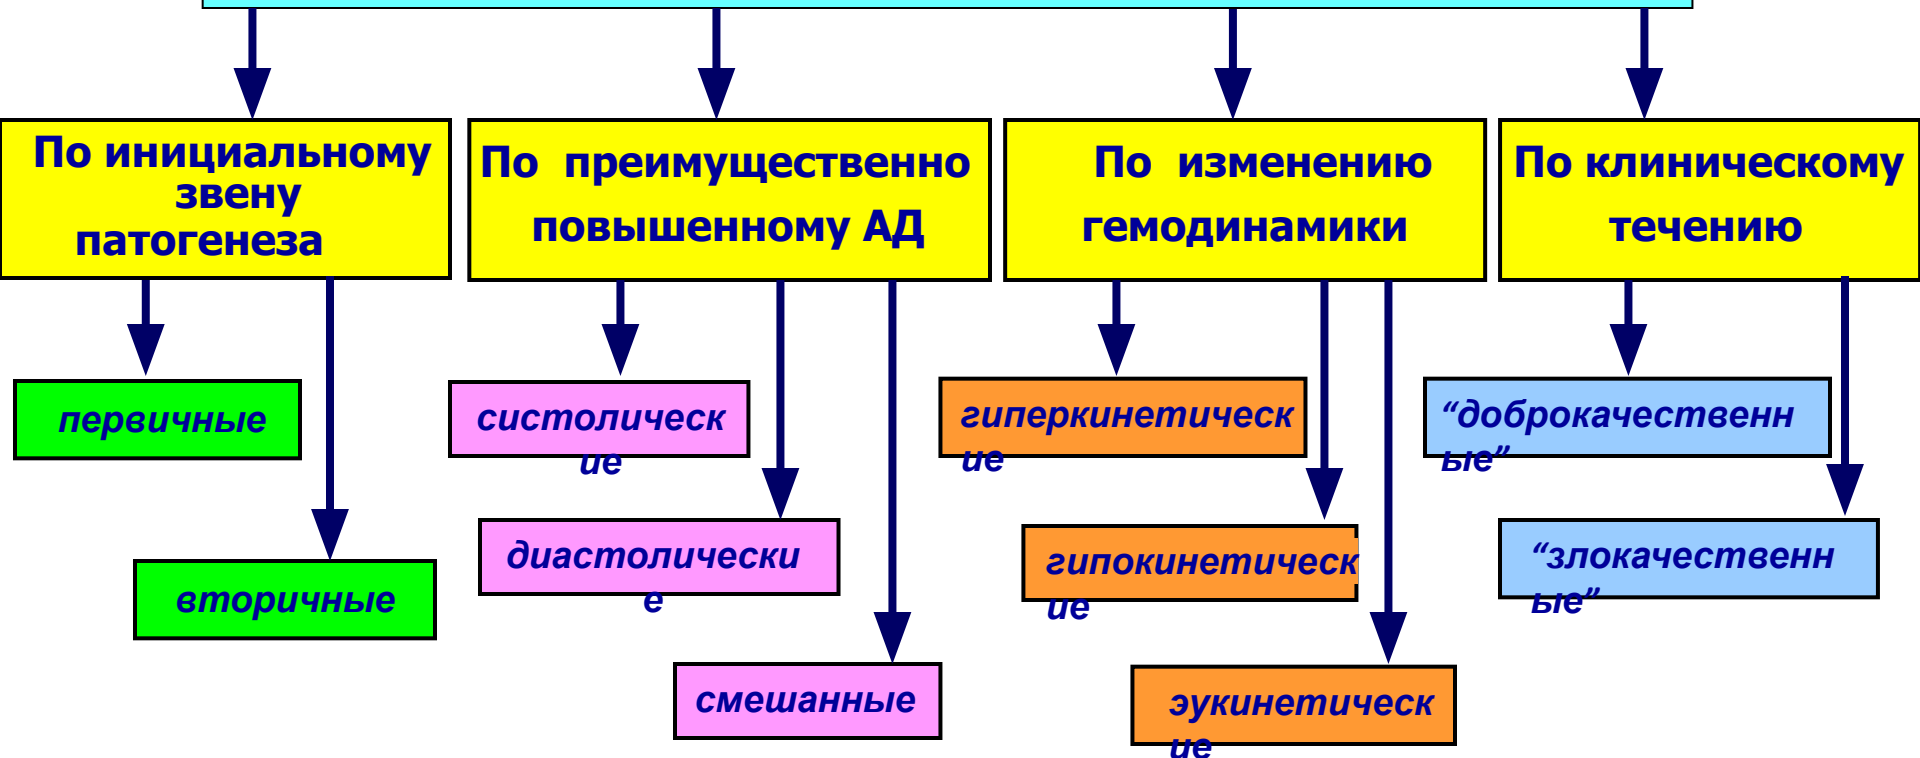 По инициальному
звену
патогенеза
По преимущественно
повышенному АД
По изменению
гемодинамики
По клиническому
течению
первичные
вторичные
систолическ
ие
диастолически
е
смешанные
гиперкинетическ
ие
гипокинетическ
ие
эукинетическ
ие
“доброкачественн
ые”
“злокачественн
ые”